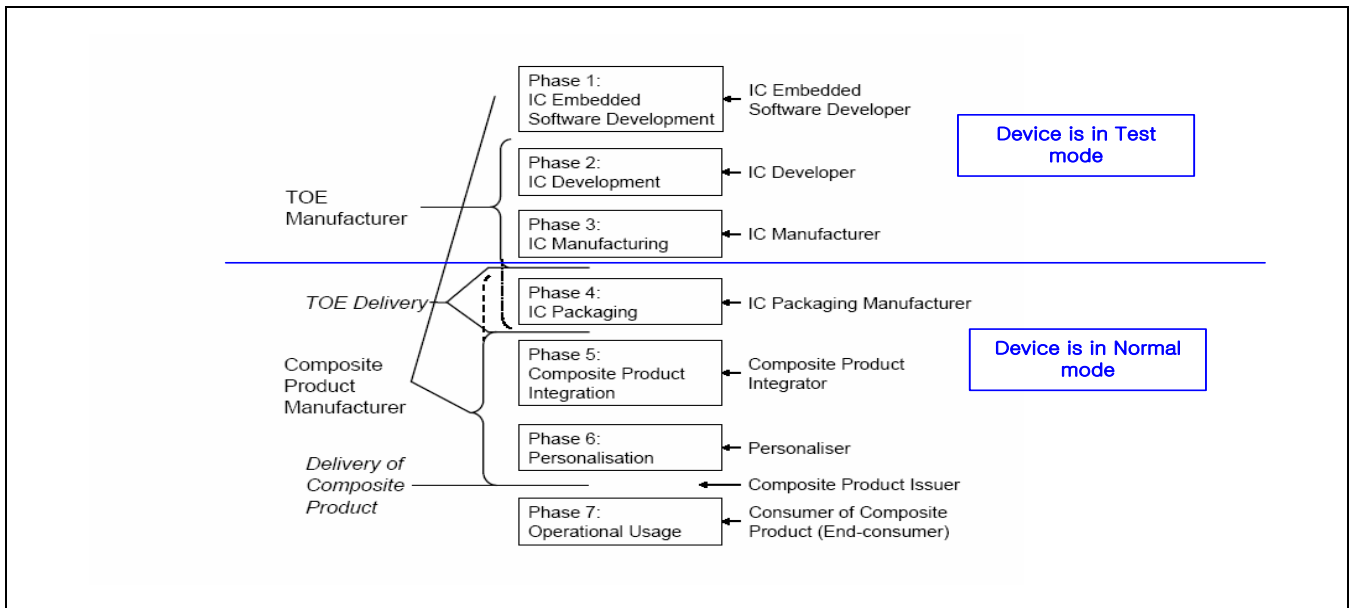 Phase 1:
IC Embedded
Software Development
IC Embedded
Software Developer
Device is in Test
mode
Phase 2:
IC Development
IC Developer
TOE
Manufacturer
Phase 3:
IC Manufacturing
IC Manufacturer
TOE Delivery
Phase 4:
IC Packaging
IC Packaging Manufacturer
Device is in Normal
mode
Composite
Product
Manufacturer
Phase 5:
Composite Product
Integration
Composite Product
Integrator
Phase 6:
Personalisation
Personaliser
Delivery of
Composite
Product
Composite Product Issuer
Phase 7:
Operational Usage
Consumer of Composite
Product (End-consumer)